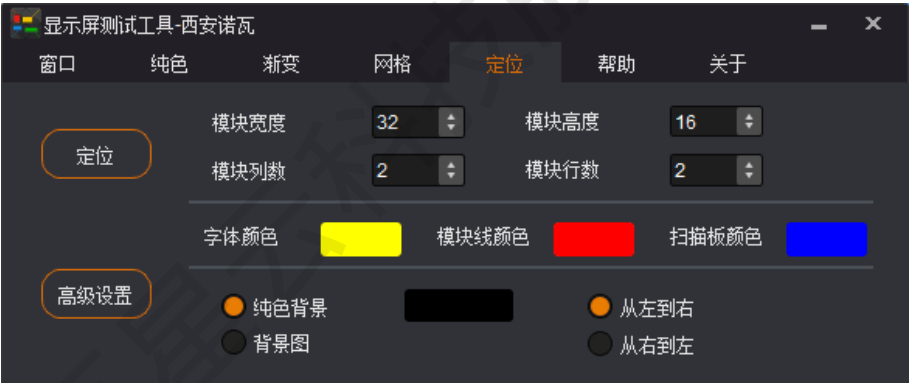 显示屏测试工具-西安诺瓦
窗口 纯色 渐变 网格 定位 帮助 关于
模块宽度 32 模块高度 16
定位
模块列数 2 模块行数 2
字体颜色 模块线颜色 扫描板颜色
高级设置
纯色背景 从左到右
背景图 从右到左